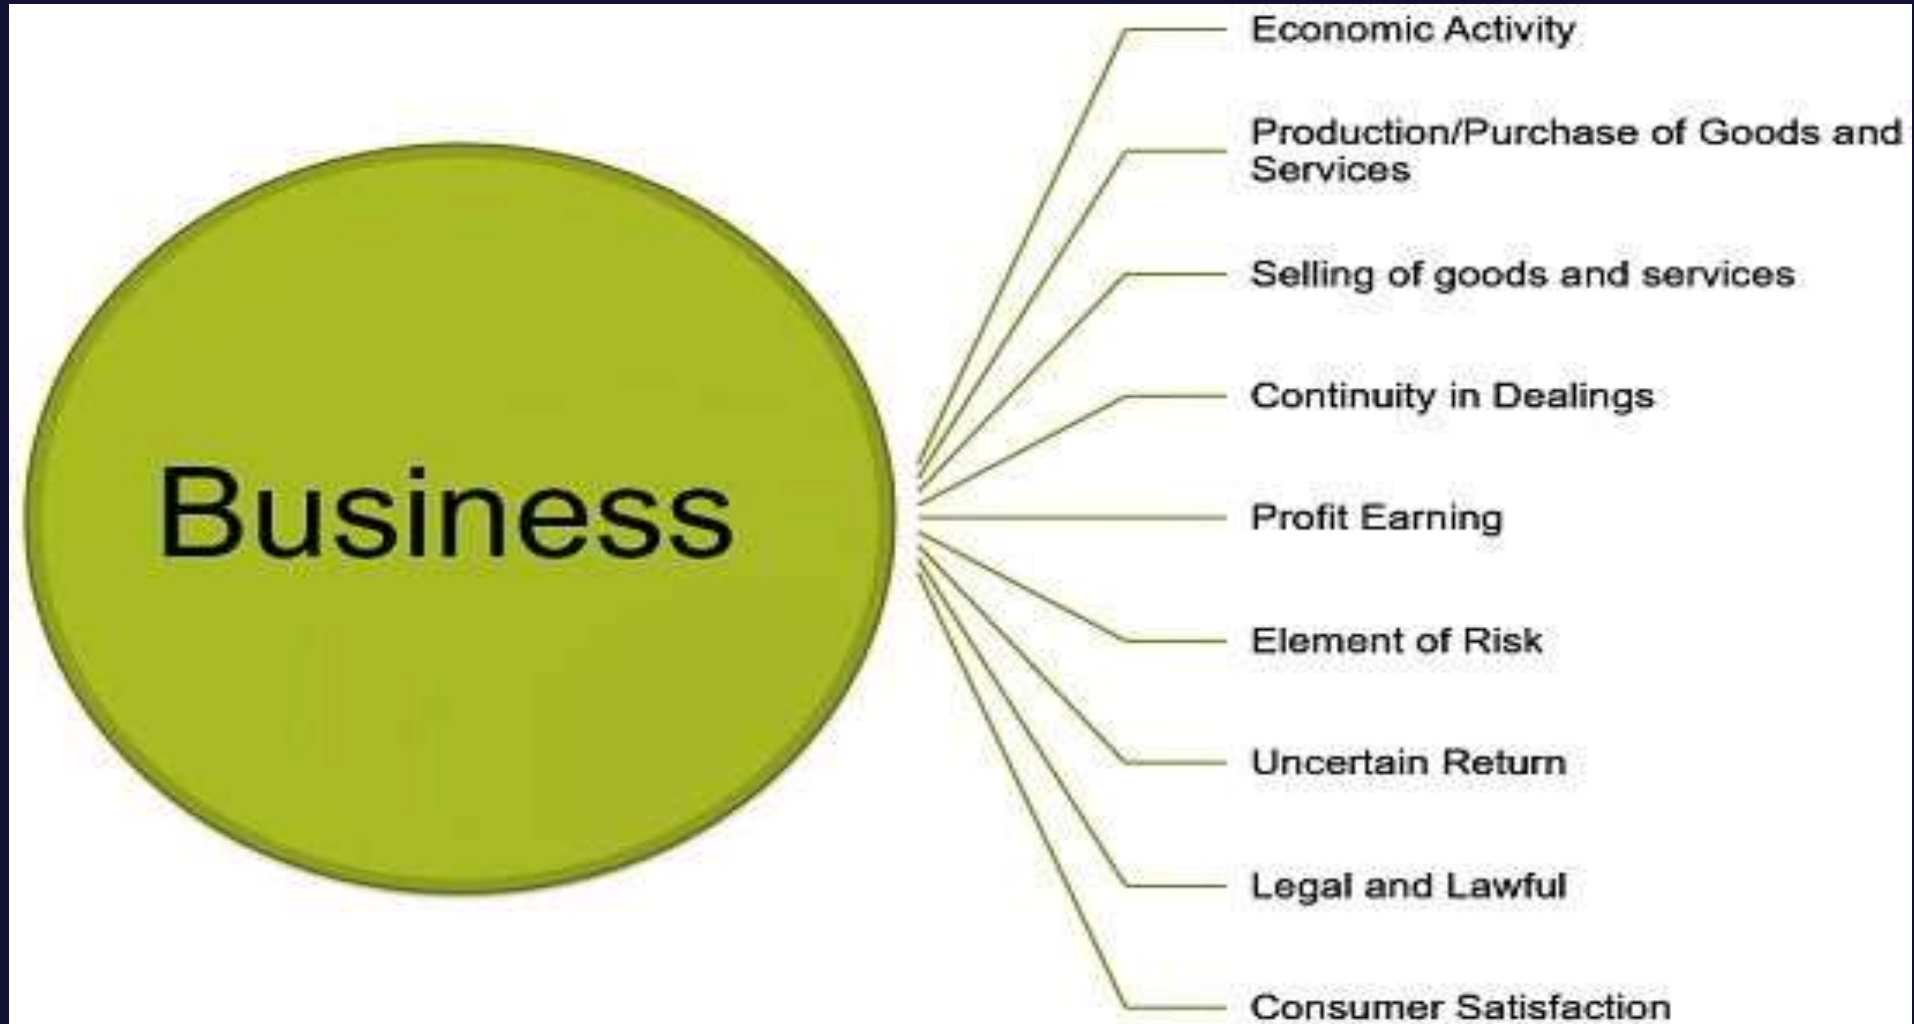 Business
Economic Activity
Production/Purchase of Goods and
Services
Selling of goods and services
Continuity in Dealings
Profit Earning
Element of Risk
Uncertain Return
Legal and Lawful
Consumer Satisfaction